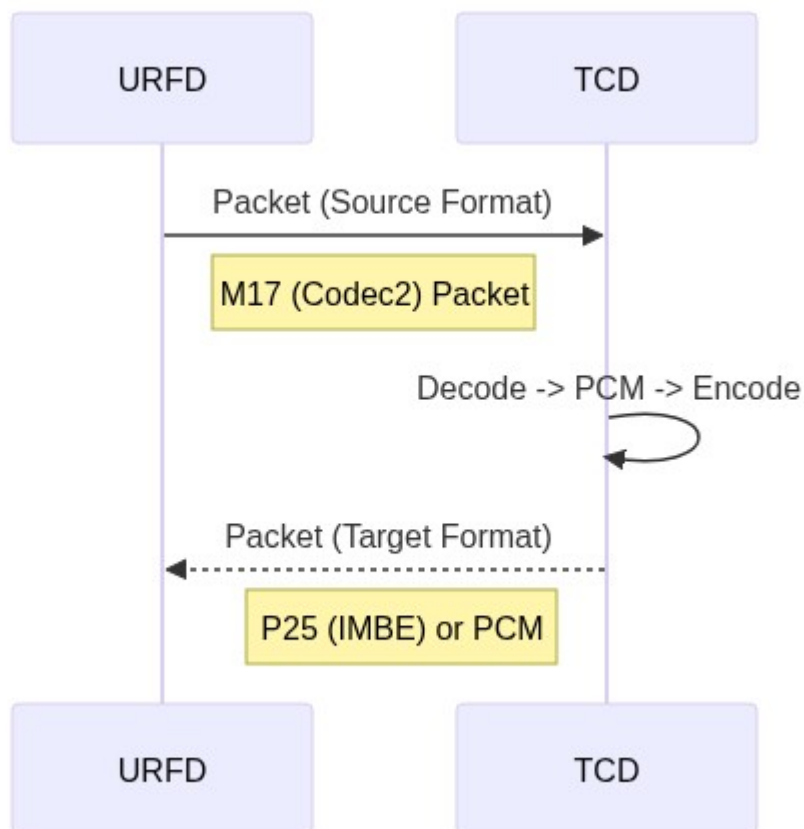 URFD
TCD
Packet (Source Format)
M17 (Codec2) Packet
Decode -> PCM -> Encode
Packet (Target Format)
P25 (IMBE) or PCM
URFD
TCD